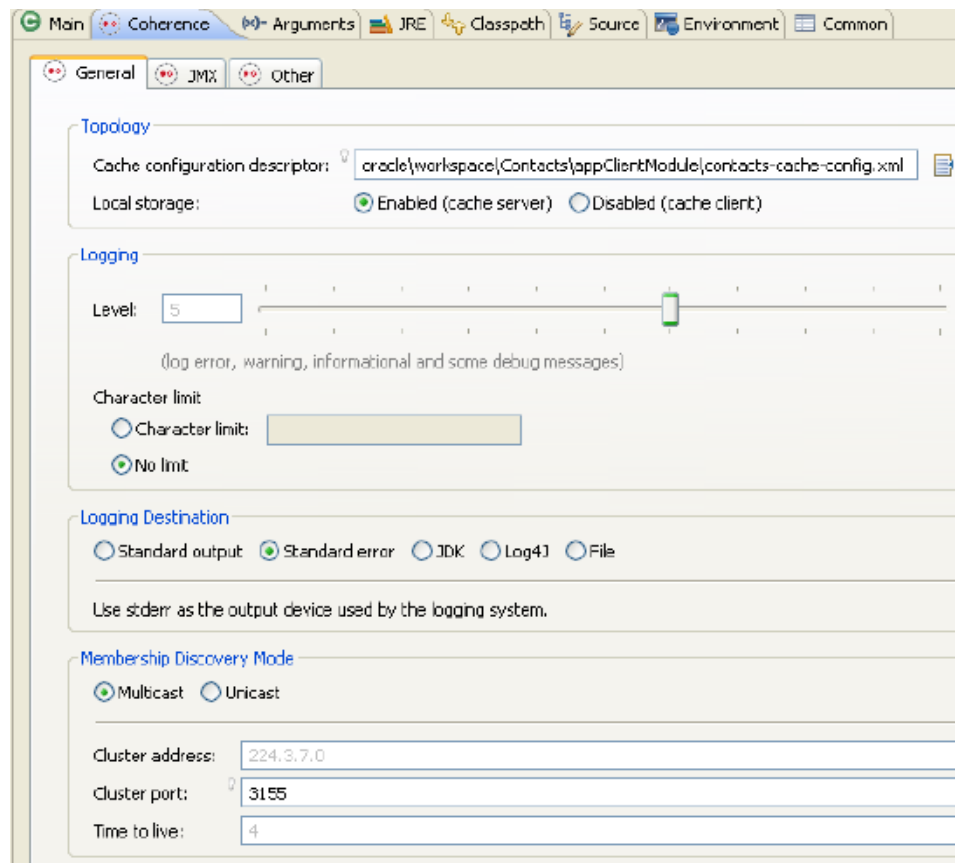 Main Coherence Arguments JRE Classpath Source Environment Common
General JMX Other
Topology
Cache configuration descriptor: oracle\workspace\Contacts\appClientModule\contacts-cache-config.xml
Local storage: Enabled (cache server) Disabled (cache client)
Logging
Level: 5
(log error, warning, informational and some debug messages)
Character limit
Character limit:
No limit
Logging Destination
Standard output Standard error JDK Log4J File
Use stderr as the output device used by the logging system.
Membership Discovery Mode
Multicast Unicast
Cluster address: 224.3.7.0
Cluster port: 3155
Time to live: 4